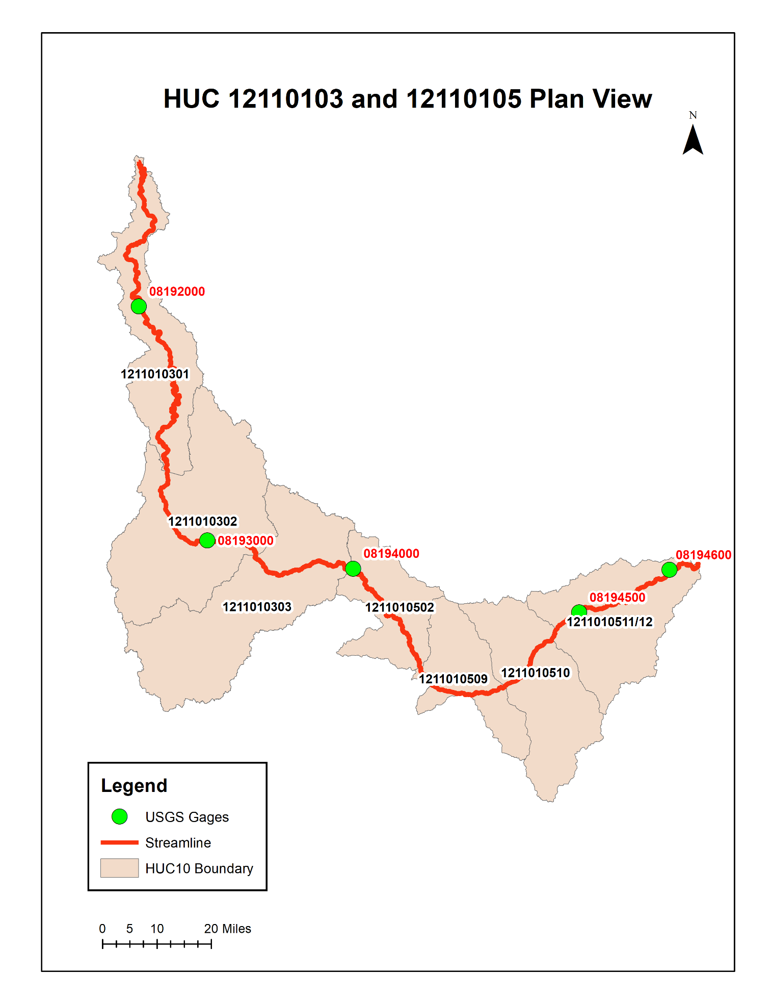 HUC 12110103 and 12110105 Plan View
N
08192000
1211010301
1211010302
08193000
08194000
08194600
08194500
1211010303
1211010502
1211010511/12
1211010509
1211010510
Legend
USGS Gages
Streamline
HUC10 Boundary
0 5 10 20 Miles